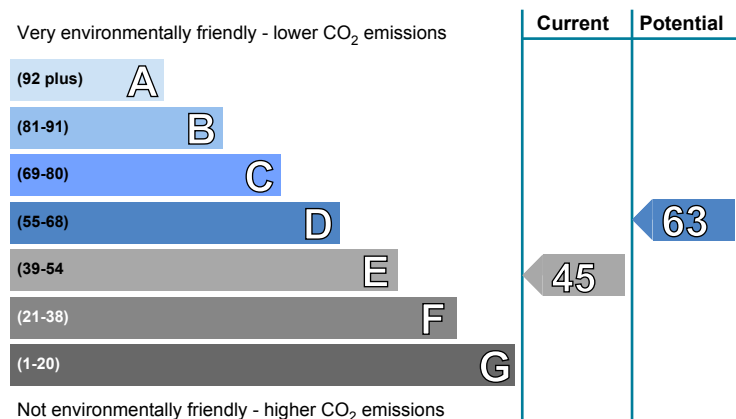 Very environmentally friendly - lower CO₂ emissions
Current
Potential
(92 plus) A
(81-91) B
(69-80) C
(55-68) D
63
(39-54 E
45
(21-38) F
(1-20) G
Not environmentally friendly - higher CO₂ emissions